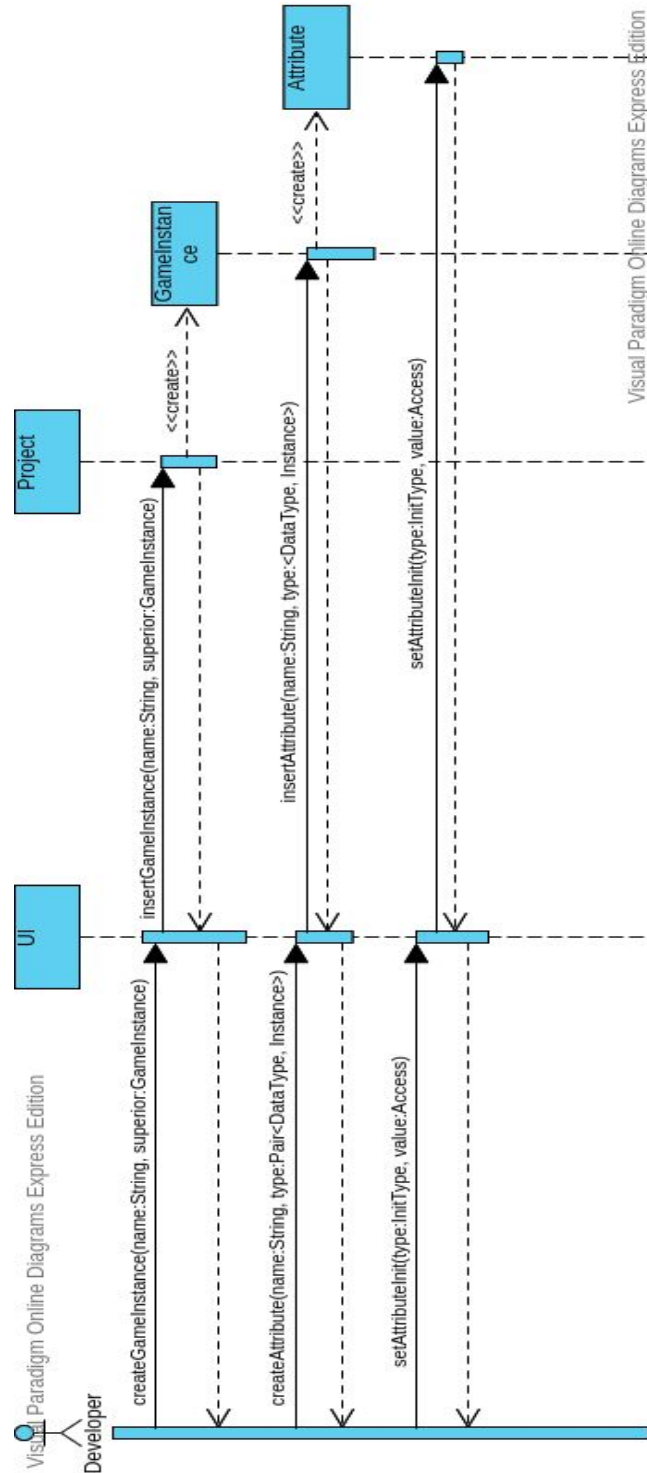 Visual Paradigm Online Diagrams Express Edition
Developer
UI
Project
GameInstan
ce
Attribute
createGameInstance(name:String, superior:GameInstance)
insertGameInstance(name:String, superior:GameInstance)
<<create>>
createAttribute(name:String, type:Pair<DataType, Instance>)
insertAttribute(name:String, type:<DataType, Instance>)
<<create>>
setAttributeInit(type:InitType, value:Access)
setAttributeInit(type:InitType, value:Access)
Visual Paradigm Online Diagrams Express Edition